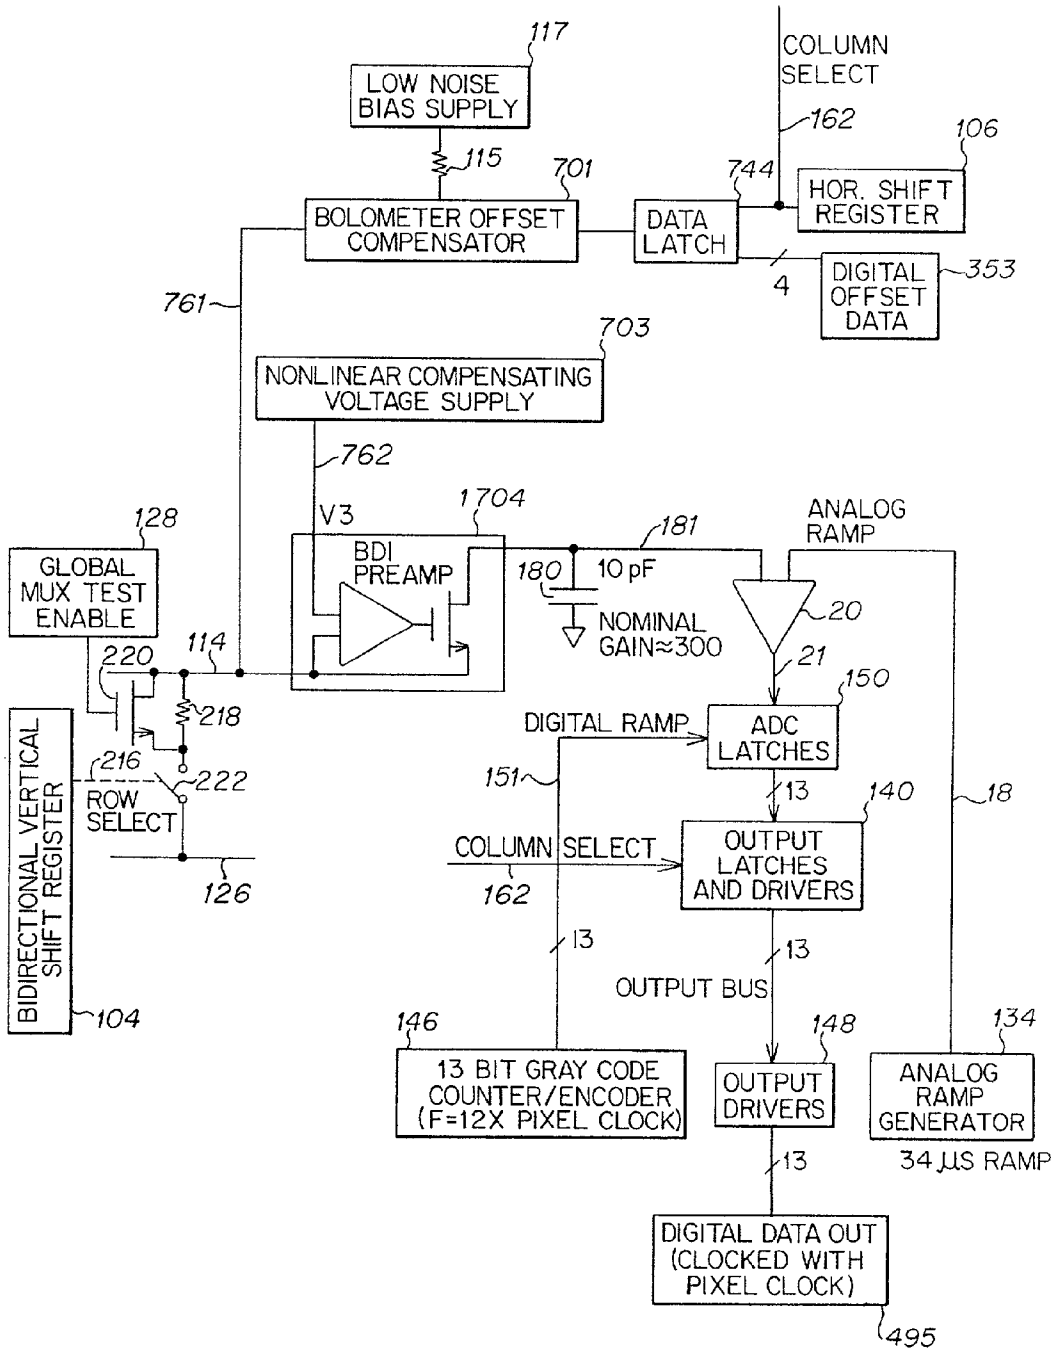 117
LOW NOISE
BIAS SUPPLY
COLUMN
SELECT
162
106
115
701
744
HOR. SHIFT
REGISTER
BOLOMETER OFFSET
COMPENSATOR
DATA
LATCH
4
353
DIGITAL
OFFSET
DATA
761
703
NONLINEAR COMPENSATING
VOLTAGE SUPPLY
762
V3
1704
128
GLOBAL
MUX TEST
ENABLE
BDI
PREAMP
181
ANALOG
RAMP
180
10 pF
NOMINAL
GAIN≈300
20
21
114
220
218
150
DIGITAL RAMP
ADC
LATCHES
216
222
151
13
140
18
ROW
SELECT
COLUMN SELECT
162
OUTPUT
LATCHES
AND DRIVERS
126
BIDIRECTIONAL VERTICAL
SHIFT REGISTER
13
13
OUTPUT BUS
104
146
148
134
13 BIT GRAY CODE
COUNTER/ENCODER
(F=12X PIXEL CLOCK)
OUTPUT
DRIVERS
ANALOG
RAMP
GENERATOR
34 µS RAMP
13
DIGITAL DATA OUT
(CLOCKED WITH
PIXEL CLOCK)
495